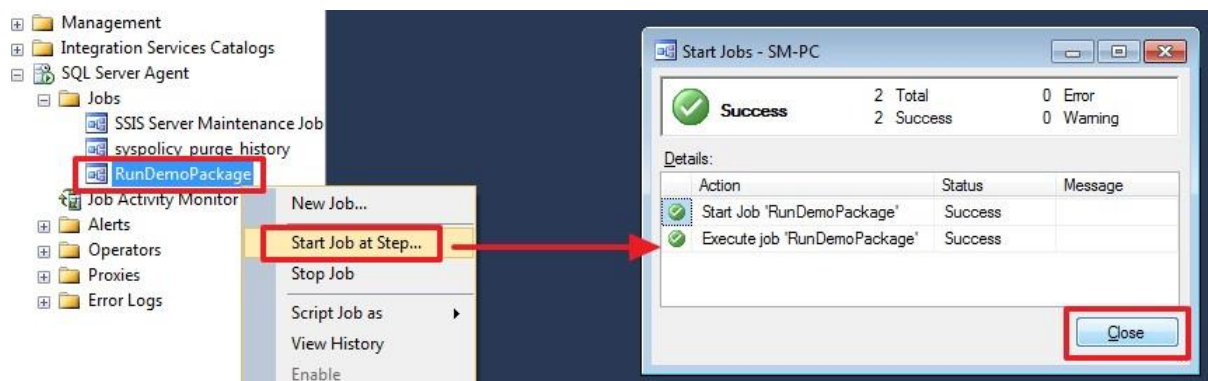 Management
Integration Services Catalogs
SQL Server Agent
Jobs
SSIS Server Maintenance Job
syspolicy_purge_history
RunDemoPackage
Job Activity Monitor
Alerts
Operators
Proxies
Error Logs
New Job...
Start Job at Step...
Stop Job
Script Job as
View History
Enable
Start Jobs - SM-PC
Success
2 Total 0 Error
2 Success 0 Warning
Details:
Action Status Message
Start Job 'RunDemoPackage' Success
Execute job 'RunDemoPackage' Success
Close